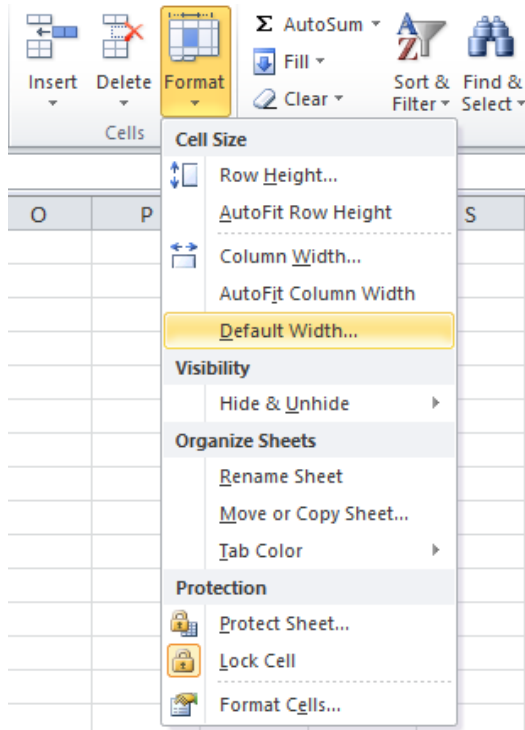 Σ AutoSum
Fill
Clear
Insert Delete Format
Sort & Filter
Find & Select
Cells
O P S
Cell Size
Row Height...
AutoFit Row Height
Column Width...
AutoFit Column Width
Default Width...
Visibility
Hide & Unhide
Organize Sheets
Rename Sheet
Move or Copy Sheet...
Tab Color
Protection
Protect Sheet...
Lock Cell
Format Cells...